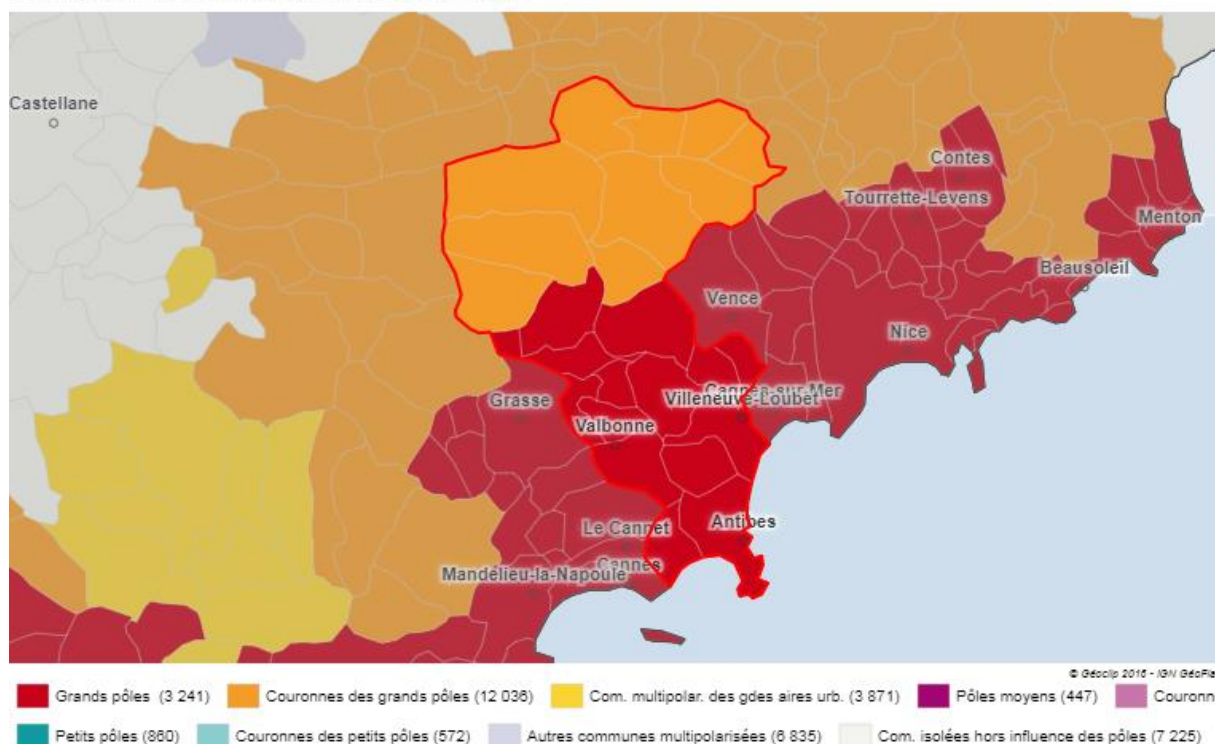 Castellane
Contes
Tourrette-Levens
Menton
Beausoleil
Vence
Nice
Grasse
Cagnes-sur-Mer
Villeneuve-Loubet
Valbonne
Le Cannet
Antibes
Cannes
Mandelieu-la-Napoule
© Géoclip 2016 - IGN GéoFla
Grands pôles (3 241)
Couronnes des grands pôles (12 036)
Com. multipolar. des gdes aires urb. (3 871)
Pôles moyens (447)
Couronn
Petits pôles (860)
Couronnes des petits pôles (572)
Autres communes multipolarisées (6 835)
Com. isolées hors influence des pôles (7 225)